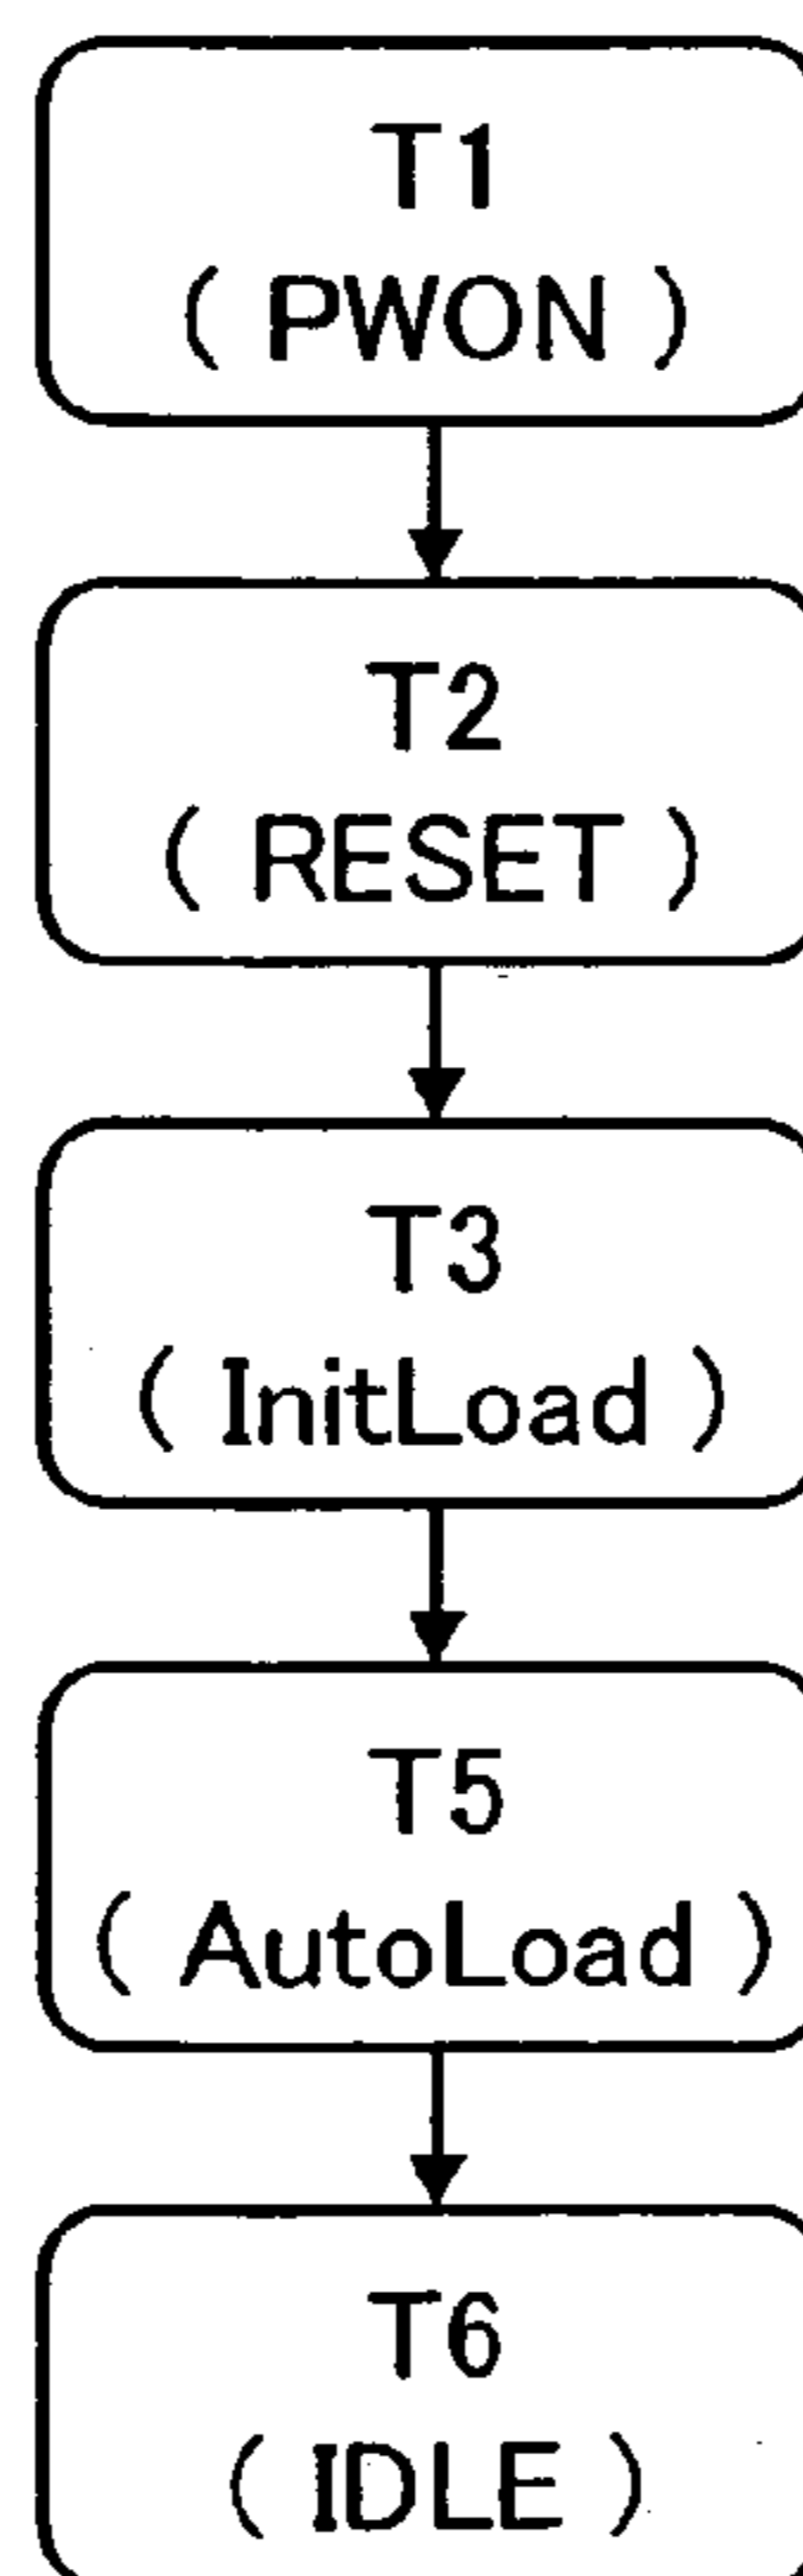 T1
( PWON )
T2
( RESET )
T3
( InitLoad )
T5
( AutoLoad )
T6
( IDLE )